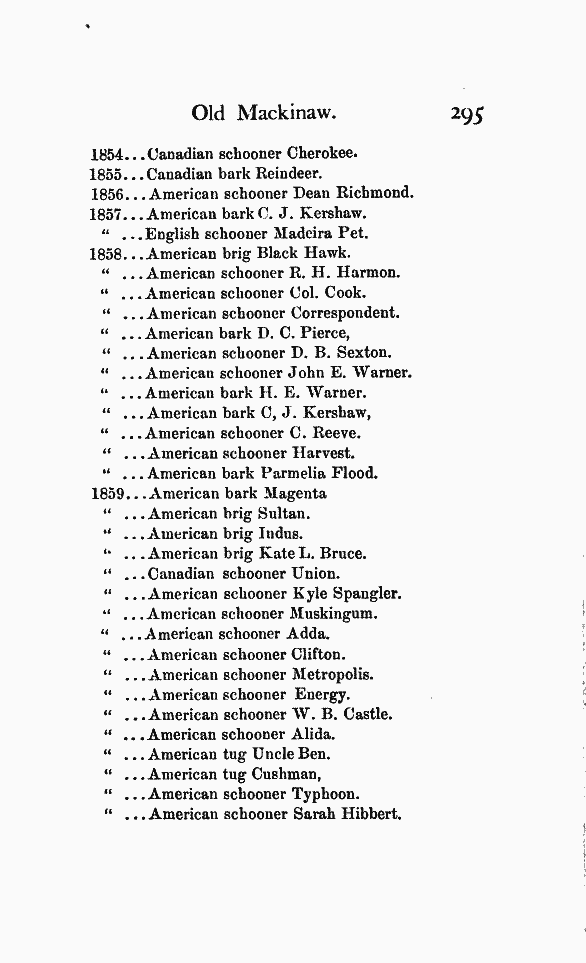 Old Mackinaw. 295
1854...Canadian schooner Cherokee.
1855...Canadian bark Reindeer.
1856...American schooner Dean Richmond.
1857...American bark C. J. Kershaw.
“ ...English schooner Madeira Pet.
1858...American brig Black Hawk.
“ ...American schooner R. H. Harmon.
“ ...American schooner Col. Cook.
“ ...American schooner Correspondent.
“ ...American bark D. C. Pierce,
“ ...American schooner D. B. Sexton.
“ ...American schooner John E. Warner.
“ ...American bark H. E. Warner.
“ ...American bark C, J. Kershaw,
“ ...American schooner C. Reeve.
“ ...American schooner Harvest.
“ ...American bark Parmelia Flood.
1859...American bark Magenta
“ ...American brig Sultan.
“ ...American brig Indus.
“ ...American brig Kate L. Bruce.
“ ...Canadian schooner Union.
“ ...American schooner Kyle Spangler.
“ ...American schooner Muskingum.
“ ...American schooner Adda.
“ ...American schooner Clifton.
“ ...American schooner Metropolis.
“ ...American schooner Energy.
“ ...American schooner W. B. Castle.
“ ...American schooner Alida.
“ ...American tug Uncle Ben.
“ ...American tug Cushman,
“ ...American schooner Typhoon.
“ ...American schooner Sarah Hibbert.